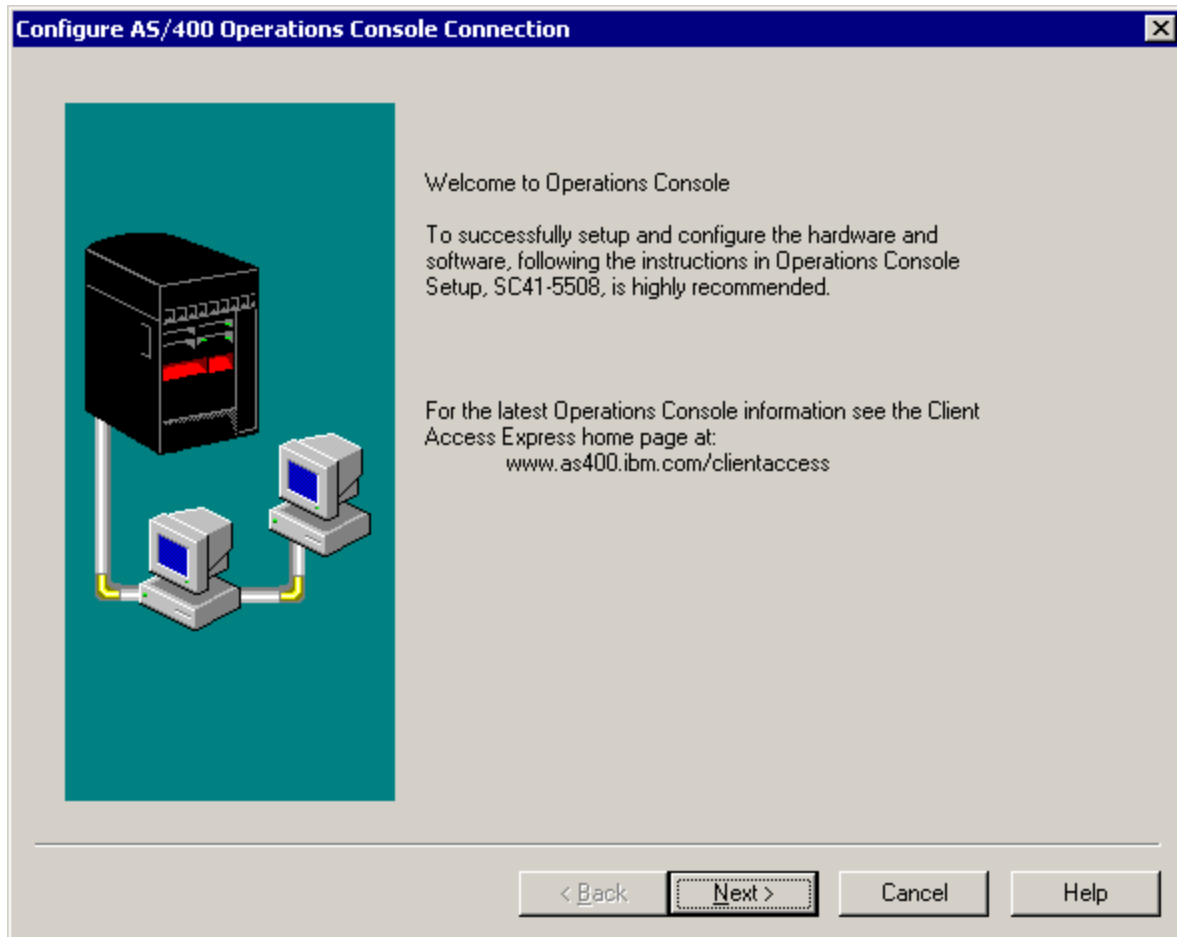 Configure AS/400 Operations Console Connection
Welcome to Operations Console
To successfully setup and configure the hardware and
software, following the instructions in Operations Console
Setup, SC41-5508, is highly recommended.
For the latest Operations Console information see the Client
Access Express home page at:
www.as400.ibm.com/clientaccess
< Back
Next >
Cancel
Help